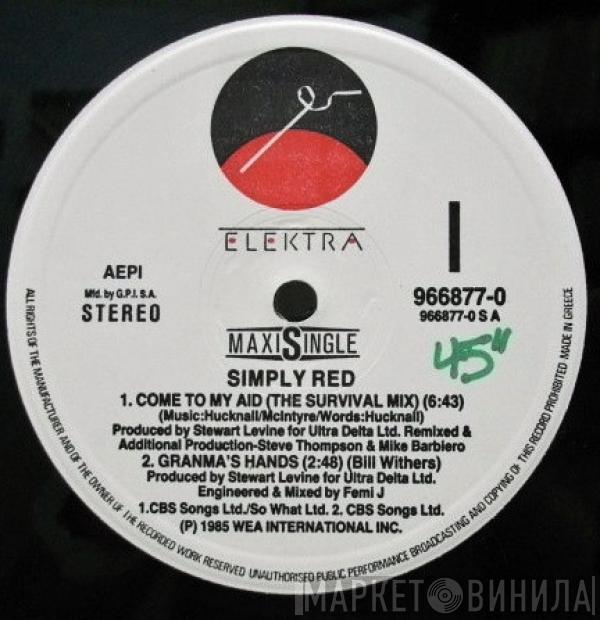 ELEKTRA
AEPI
Mfd. by G.P.I. S.A.
STEREO
I
966877-0
966877-0 S A
45"
MAXI SINGLE
SIMPLY RED
1. COME TO MY AID (THE SURVIVAL MIX) (6:43)
(Music:Hucknall/McIntyre/Words:Hucknall)
Produced by Stewart Levine for Ultra Delta Ltd. Remixed &
Additional Production-Steve Thompson & Mike Barbiero
2. GRANMA'S HANDS (2:48) (Bill Withers)
Produced by Stewart Levine for Ultra Delta Ltd.
Engineered & Mixed by Femi J
1.CBS Songs Ltd./So What Ltd. 2. CBS Songs Ltd.
(P) 1985 WEA INTERNATIONAL INC.
ALL RIGHTS OF THE MANUFACTURER AND OF THE OWNER OF THE RECORDED WORK RESERVED UNAUTHORISED PUBLIC PERFORMANCE BROADCASTING AND COPYING OF THIS RECORD PROHIBITED MADE IN GREECE
МАРКЕТ ВИНИЛА